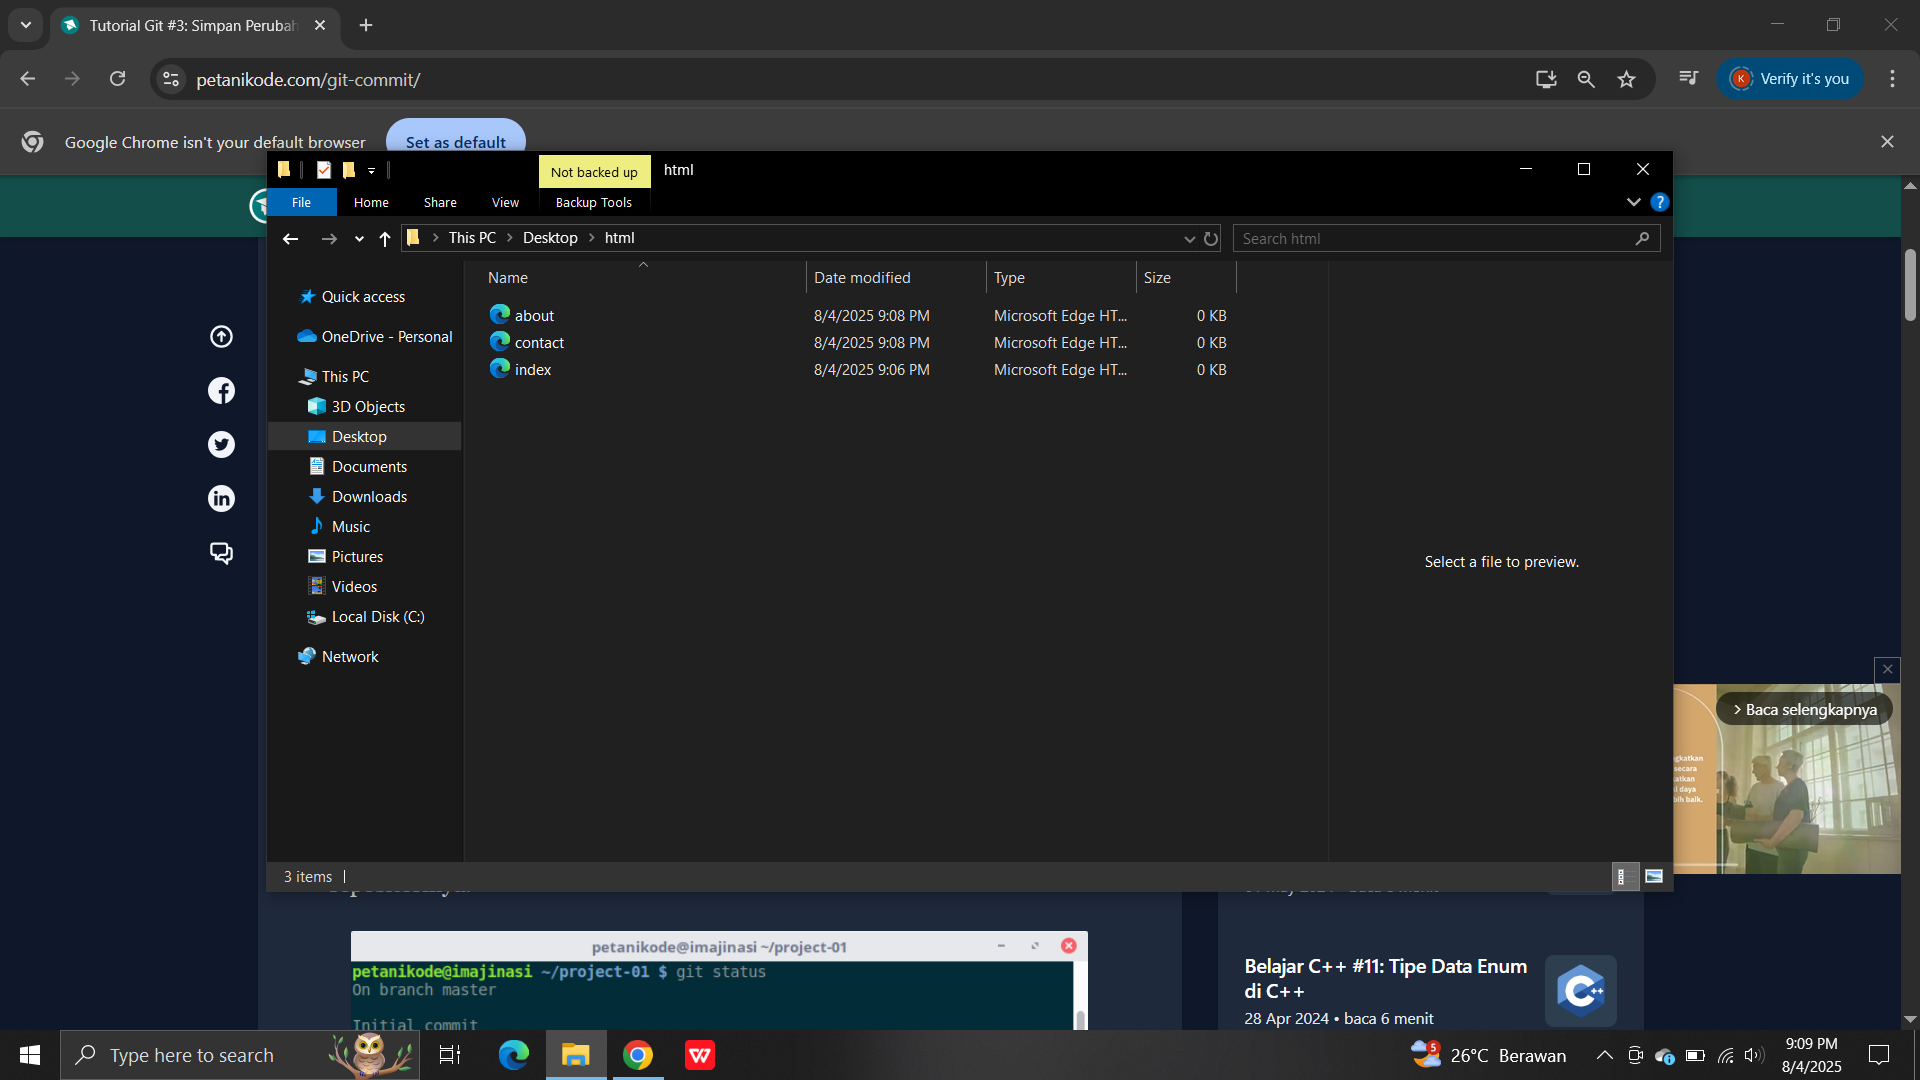 Tutorial Git #3: Simpan Perubah
petanikode.com/git-commit/
Verify it's you
Google Chrome isn't your default browser
Set as default
Not backed up
html
File
Home
Share
View
Backup Tools
This PC
Desktop
html
Search html
Name
Date modified
Type
Size
Quick access
OneDrive - Personal
This PC
3D Objects
Desktop
Documents
Downloads
Music
Pictures
Videos
Local Disk (C:)
Network
about 8/4/2025 9:08 PM Microsoft Edge HT... 0 KB
contact 8/4/2025 9:08 PM Microsoft Edge HT... 0 KB
index 8/4/2025 9:06 PM Microsoft Edge HT... 0 KB
Select a file to preview.
3 items
Baca selengkapnya
gkatkan
secara
katkan
l daya
bih baik.
petanikode@imajinasi ~/project-01
petanikode@imajinasi ~/project-01 $ git status
On branch master
Initial commit
Belajar C++ #11: Tipe Data Enum
di C++
28 Apr 2024 • baca 6 menit
Type here to search
5
26°C Berawan
9:09 PM
8/4/2025